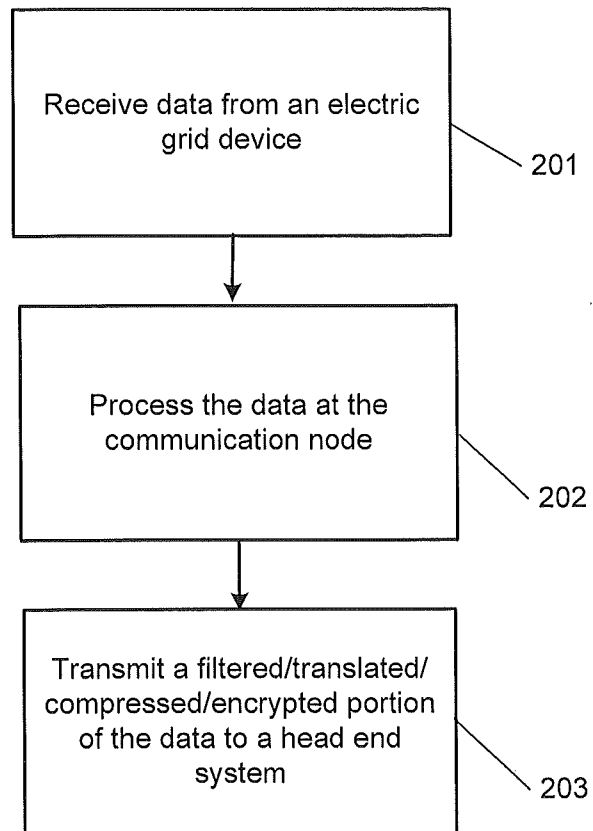 Receive data from an electric
grid device
201
Process the data at the
communication node
202
Transmit a filtered/translated/
compressed/encrypted portion
of the data to a head end
system
203